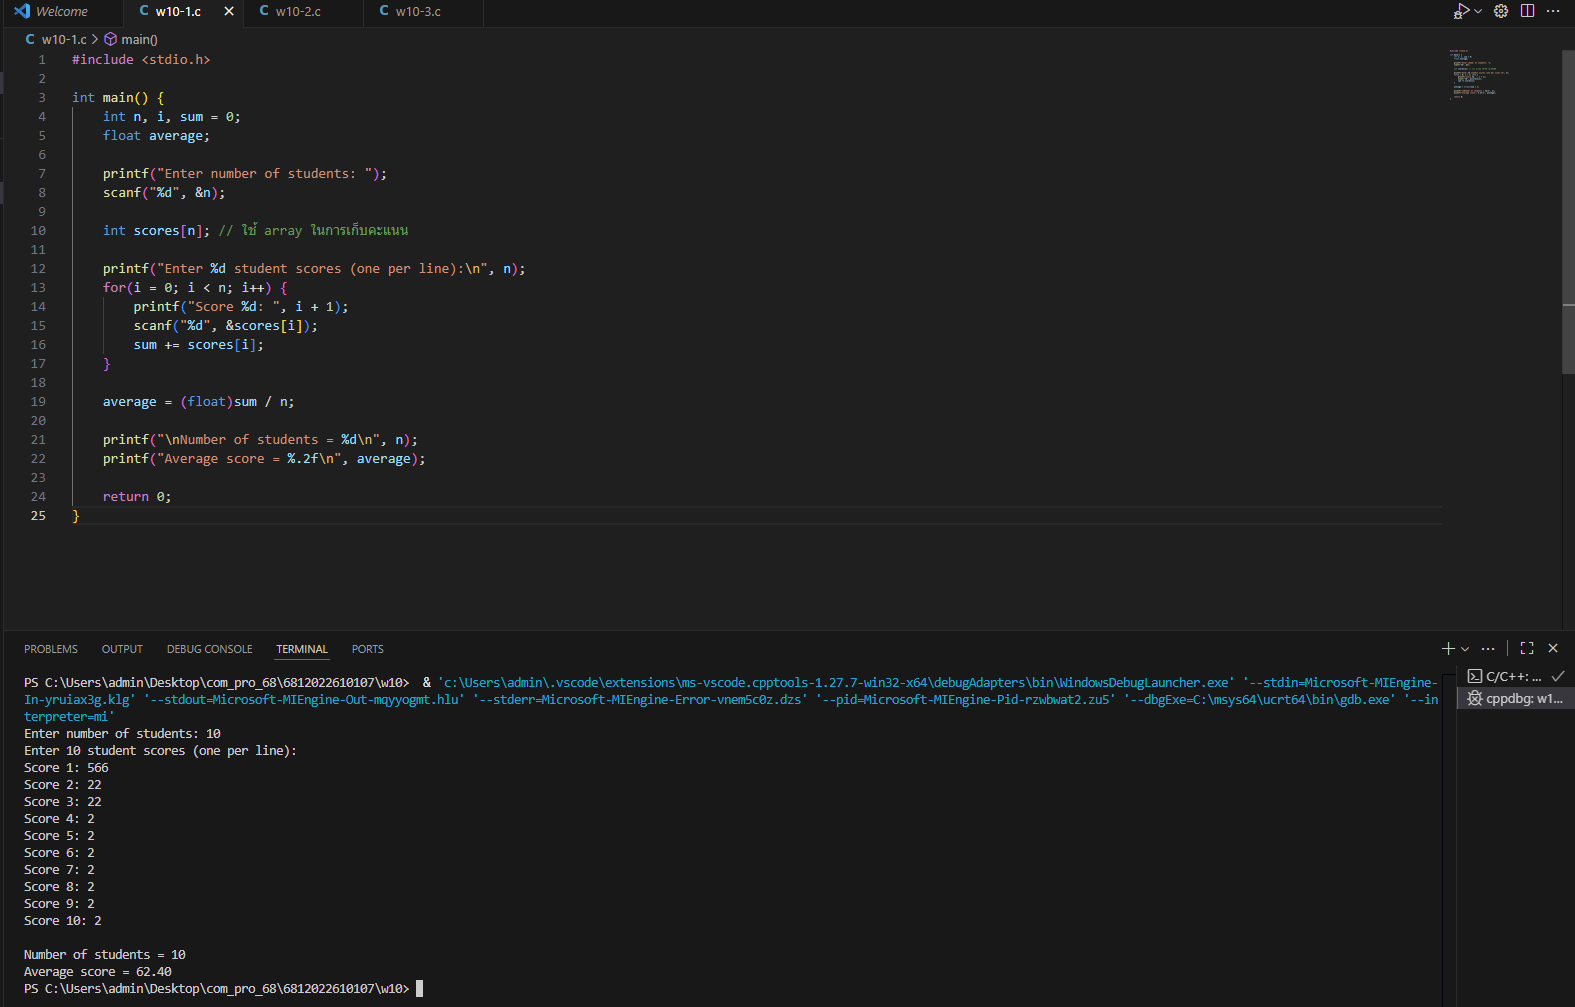 Welcome
C w10-1.c
C w10-2.c
C w10-3.c
C w10-1.c > main()
1 #include <stdio.h>
2
3 int main() {
4 int n, i, sum = 0;
5 float average;
6
7 printf("Enter number of students: ");
8 scanf("%d", &n);
9
10 int scores[n]; // ใช้ array ในการเก็บคะแนน
11
12 printf("Enter %d student scores (one per line):\n", n);
13 for(i = 0; i < n; i++) {
14 printf("Score %d: ", i + 1);
15 scanf("%d", &scores[i]);
16 sum += scores[i];
17 }
18
19 average = (float)sum / n;
20
21 printf("\nNumber of students = %d\n", n);
22 printf("Average score = %.2f\n", average);
23
24 return 0;
25 }
PROBLEMS OUTPUT DEBUG CONSOLE TERMINAL PORTS
PS C:\Users\admin\Desktop\com_pro_68\6812022610107\w10> & 'c:\Users\admin\.vscode\extensions\ms-vscode.cpptools-1.27.7-win32-x64\debugAdapters\bin\WindowsDebugLauncher.exe' '--stdin=Microsoft-MIEngine-
In-yruiax3g.klg' '--stdout=Microsoft-MIEngine-Out-mqyyogmt.hlu' '--stderr=Microsoft-MIEngine-Error-vnem5c0z.dzs' '--pid=Microsoft-MIEngine-Pid-rzwbwat2.zu5' '--dbgExe=C:\msys64\ucrt64\bin\gdb.exe' '--in
terpreter=mi'
Enter number of students: 10
Enter 10 student scores (one per line):
Score 1: 566
Score 2: 22
Score 3: 22
Score 4: 2
Score 5: 2
Score 6: 2
Score 7: 2
Score 8: 2
Score 9: 2
Score 10: 2
Number of students = 10
Average score = 62.40
PS C:\Users\admin\Desktop\com_pro_68\6812022610107\w10>
C/C++: ...
cppdbg: w1...